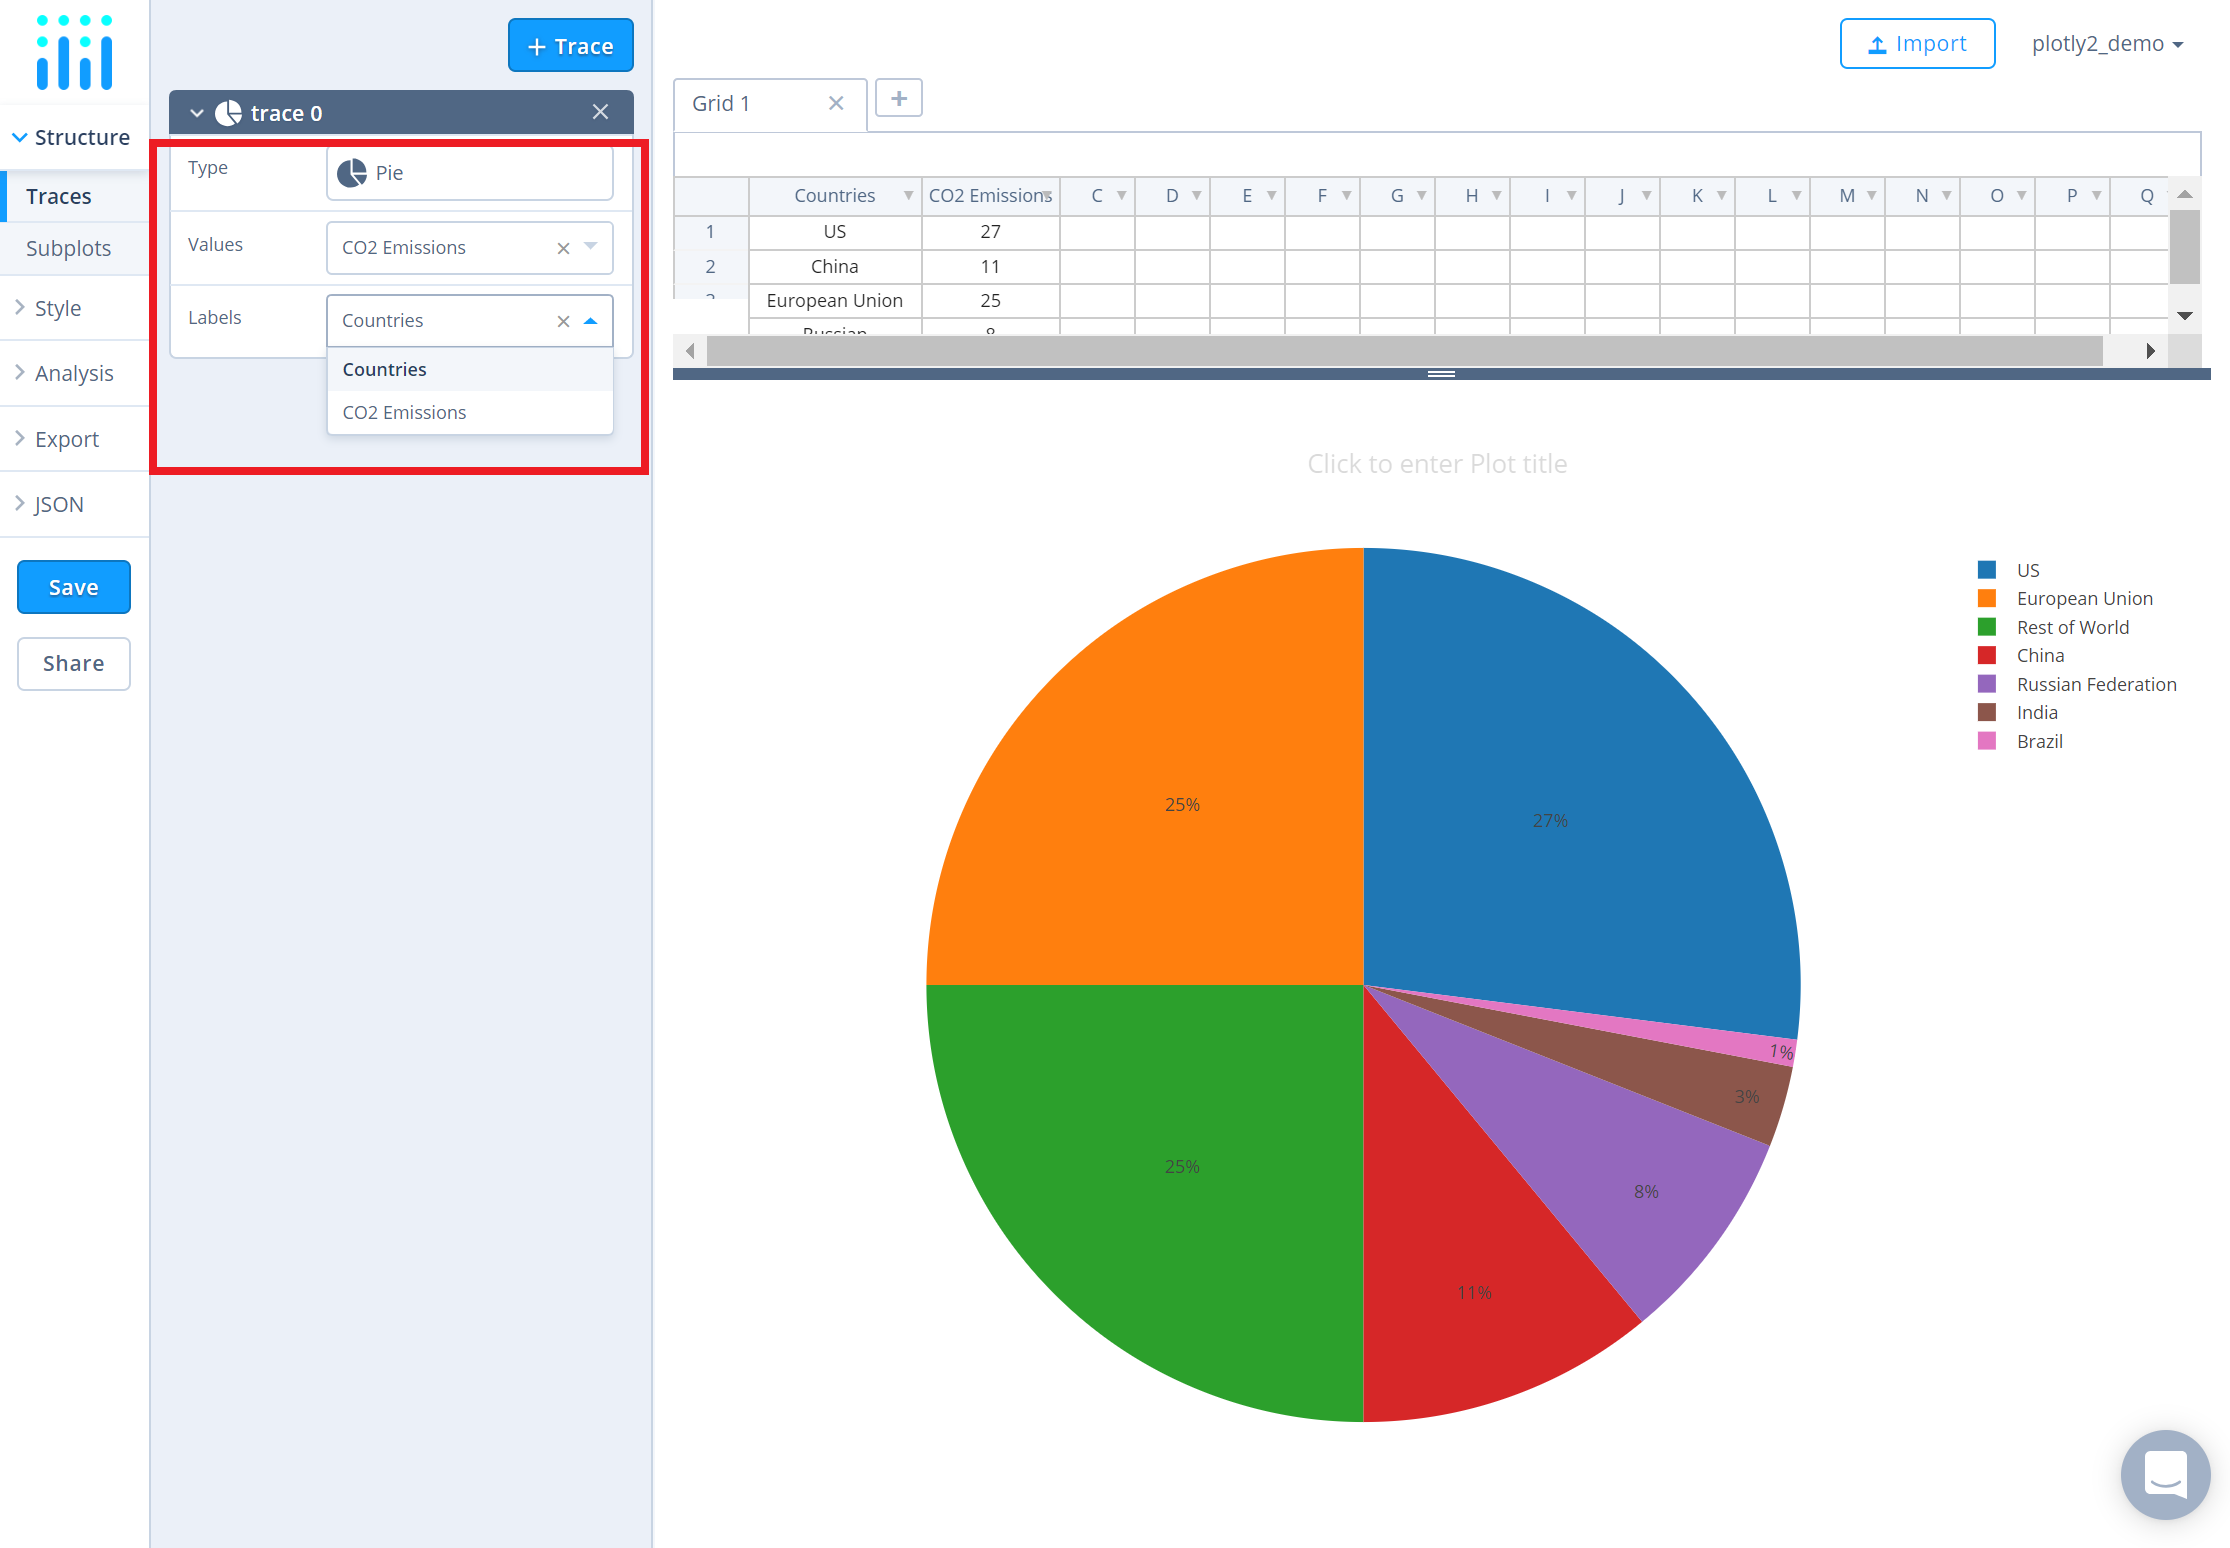 + Trace
Import
plotly2_demo
trace 0
Grid 1
+
Structure
Traces
Subplots
Style
Analysis
Export
JSON
Save
Share
Type
Pie
Values
CO2 Emissions
Labels
Countries
Countries
CO2 Emissions
Countries CO2 Emissions C D E F G H I J K L M N O P Q
1 US 27
2 China 11
European Union 25
Russian 8
Click to enter Plot title
US
European Union
Rest of World
China
Russian Federation
India
Brazil
25%
27%
1%
3%
25%
8%
11%